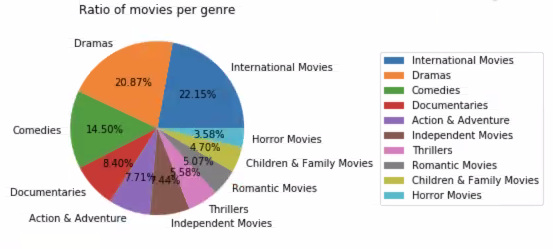 Ratio of movies per genre
Dramas
International Movies
20.87%
22.15%
Comedies
14.50%
3.58%
Horror Movies
4.70%
Children & Family Movies
8.40%
5.07%
7.71%
7.44%
5.58%
Romantic Movies
Documentaries
Thrillers
Action & Adventure
Independent Movies
International Movies
Dramas
Comedies
Documentaries
Action & Adventure
Independent Movies
Thrillers
Romantic Movies
Children & Family Movies
Horror Movies